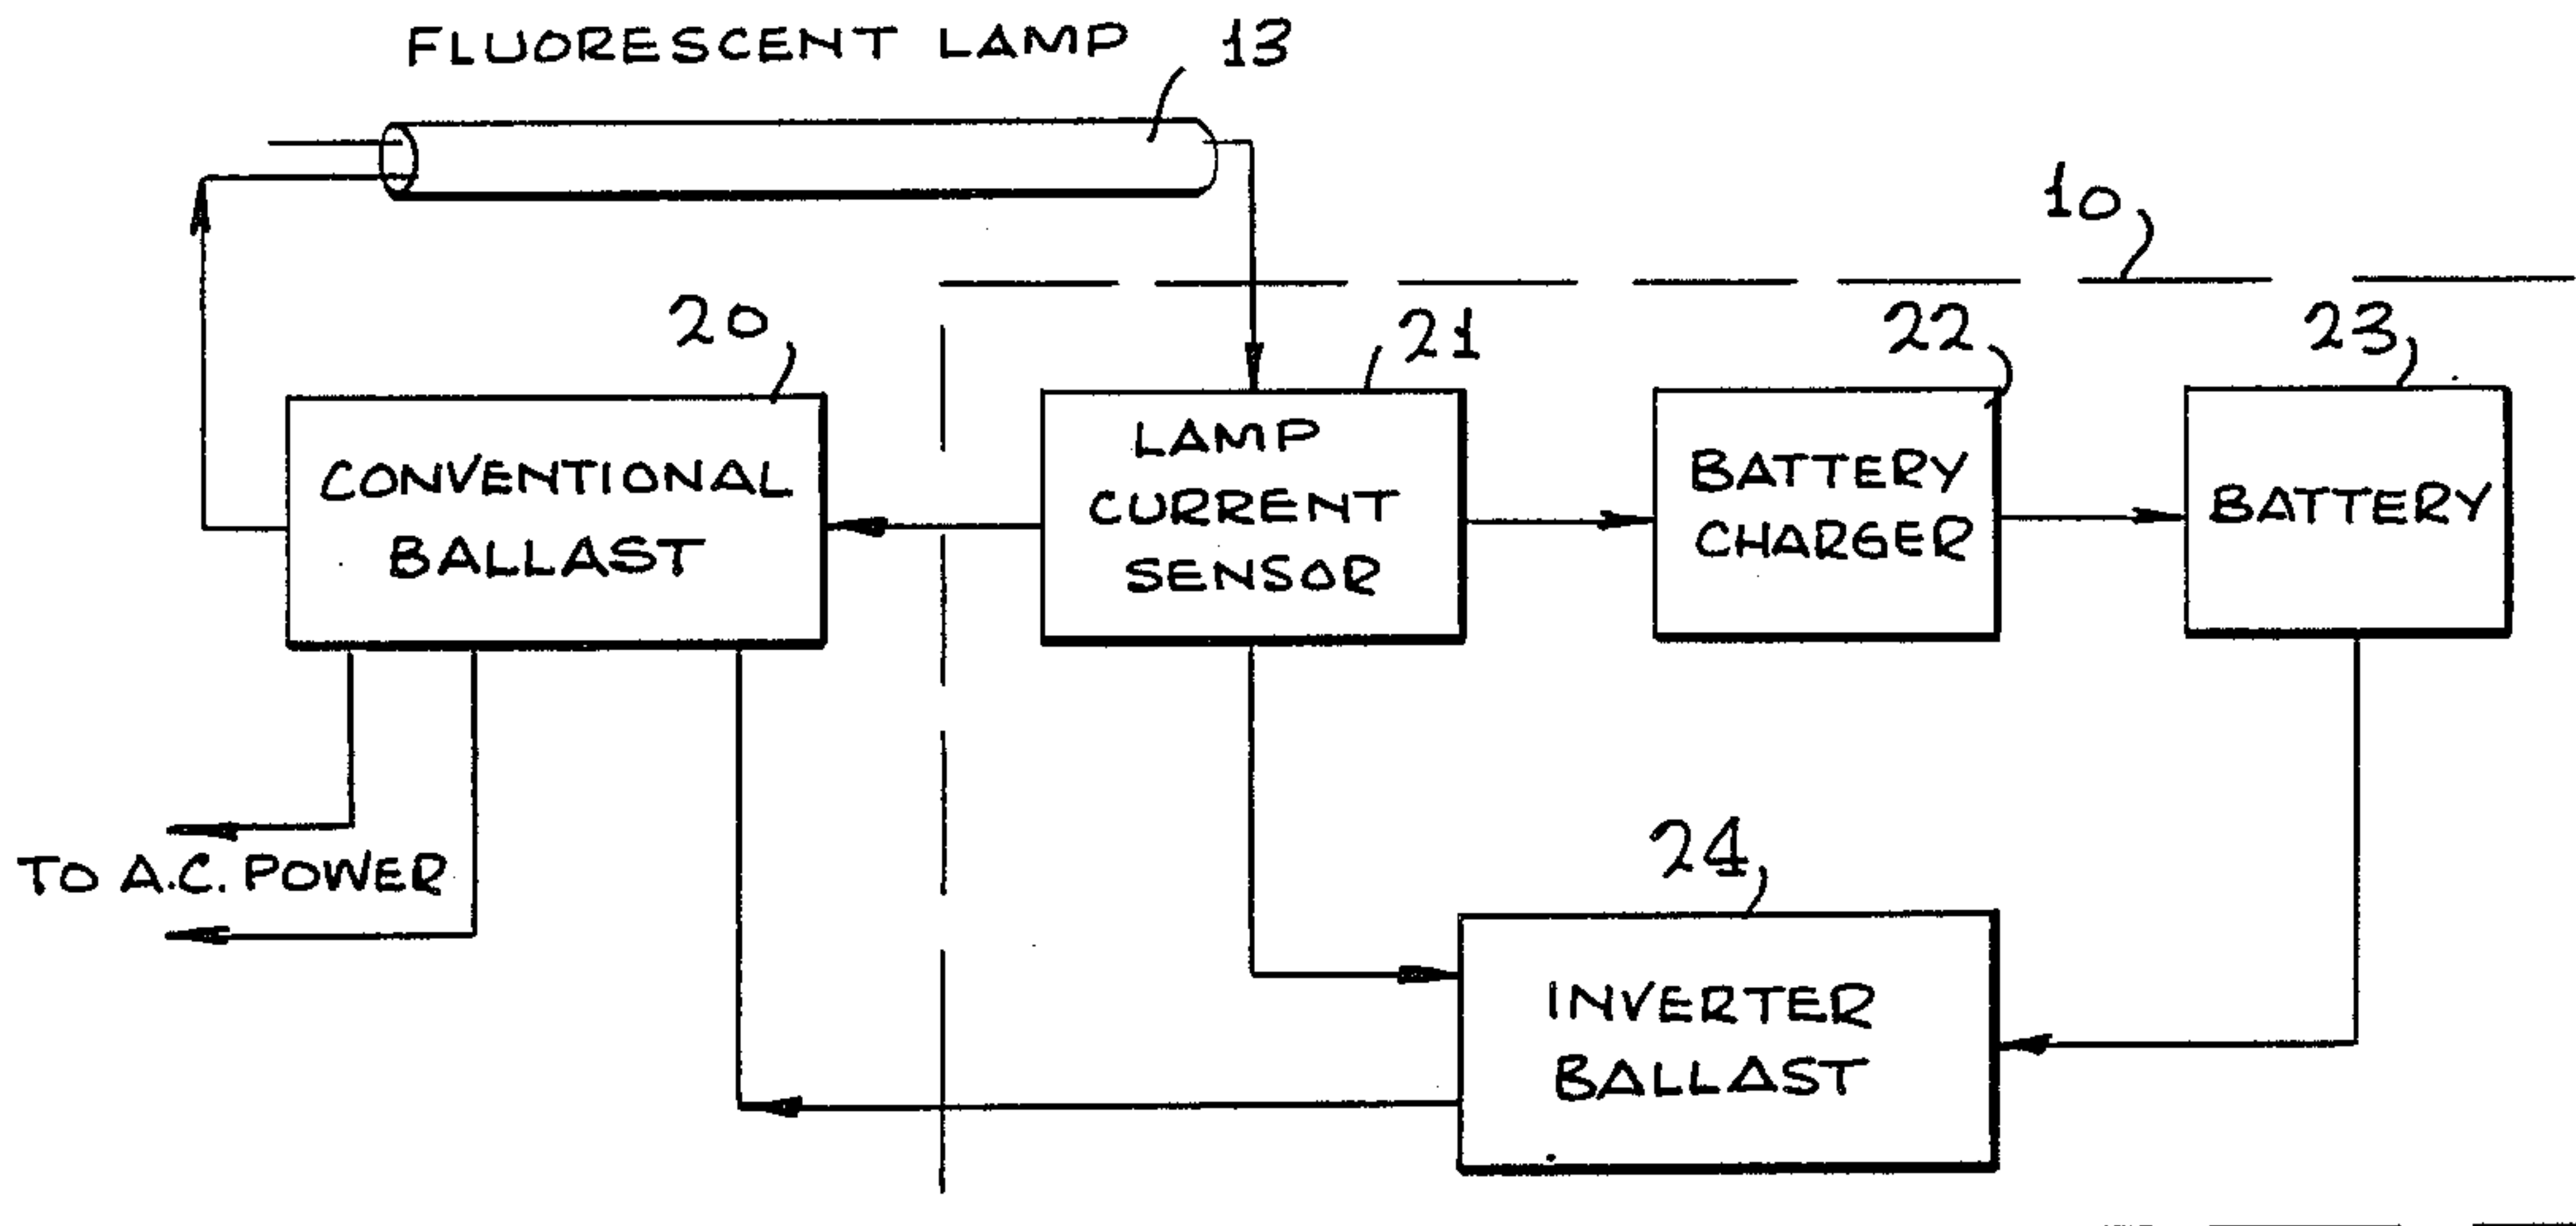 FLUORESCENT LAMP 13
10
20
21
22
23
CONVENTIONAL
BALLAST
LAMP
CURRENT
SENSOR
BATTERY
CHARGER
BATTERY
TO A.C. POWER
24
INVERTER
BALLAST